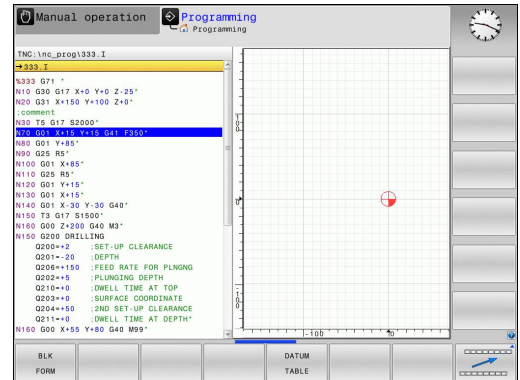 Manual operation
Programming
Programming
TNC:\nc_prog\333.I
→333.I
%333 G71 *
N10 G30 G17 X+0 Y+0 Z-25*
N20 G31 X+150 Y+100 Z+0*
;comment
N30 T5 G17 S2000*
N70 G01 X+15 Y+15 G41 F350*
N80 G01 Y+85*
N90 G25 R5*
N100 G01 X+85*
N110 G25 R5*
N120 G01 Y+15*
N130 G01 X+15*
N140 G01 X-30 Y-30 G40*
N150 T3 G17 S1500*
N160 G00 Z+200 G40 M3*
N150 G200 DRILLING
Q200=+2 ;SET-UP CLEARANCE
Q201=-20 ;DEPTH
Q206=+150 ;FEED RATE FOR PLNGNG
Q202=+5 ;PLUNGING DEPTH
Q210=+0 ;DWELL TIME AT TOP
Q203=+0 ;SURFACE COORDINATE
Q204=+50 ;2ND SET-UP CLEARANCE
Q211=+0 ;DWELL TIME AT DEPTH*
N160 G00 X+55 Y+80 G40 M99*
-100
BLK
FORM
DATUM
TABLE